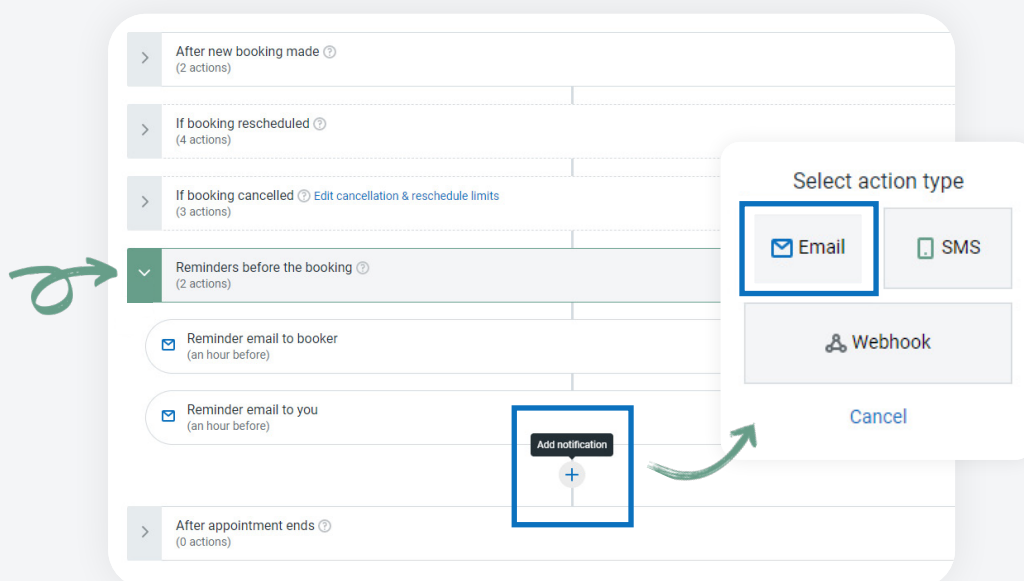 After new booking made
(2 actions)
If booking rescheduled
(4 actions)
If booking cancelled Edit cancellation & reschedule limits
(3 actions)
Reminders before the booking
(2 actions)
Reminder email to booker
(an hour before)
Reminder email to you
(an hour before)
Add notification
After appointment ends
(0 actions)
Select action type
Email
SMS
Webhook
Cancel